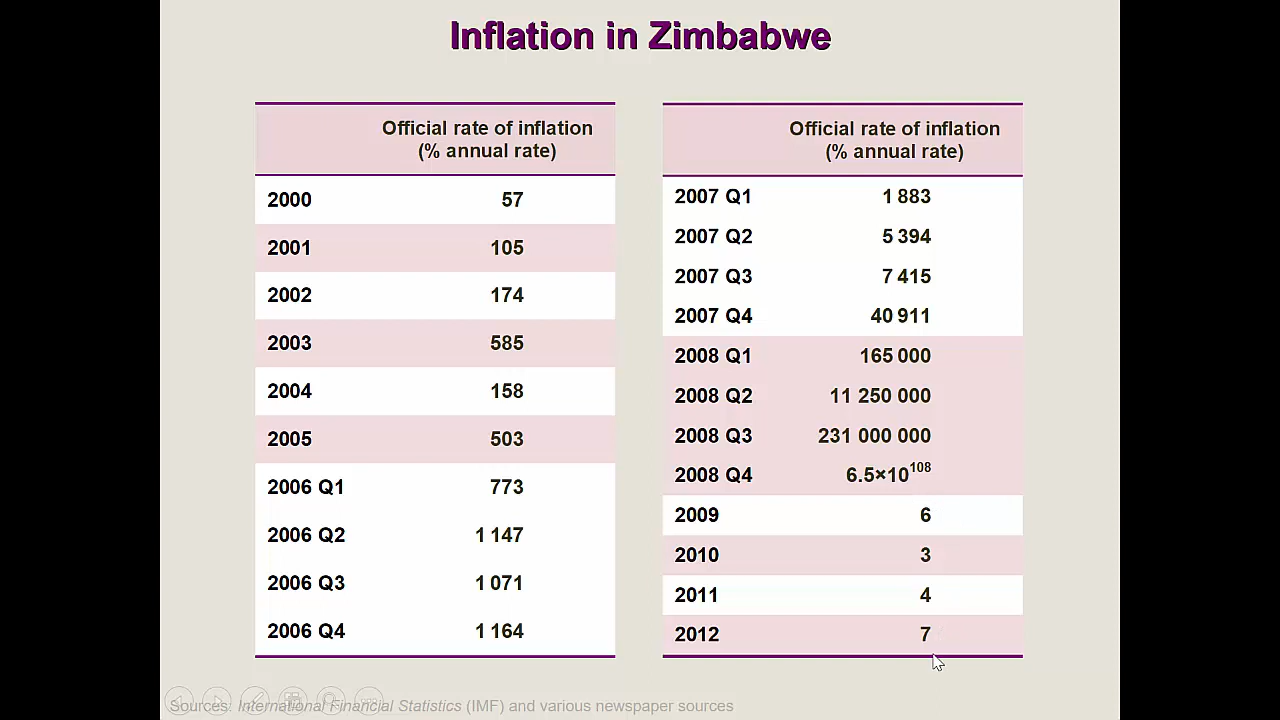 Inflation in Zimbabwe
Official rate of inflation
(% annual rate)
2000 57
2001 105
2002 174
2003 585
2004 158
2005 503
2006 Q1 773
2006 Q2 1 147
2006 Q3 1 071
2006 Q4 1 164
Official rate of inflation
(% annual rate)
2007 Q1 1 883
2007 Q2 5 394
2007 Q3 7 415
2007 Q4 40 911
2008 Q1 165 000
2008 Q2 11 250 000
2008 Q3 231 000 000
2008 Q4 6.5×10¹⁰⁸
2009 6
2010 3
2011 4
2012 7
Sources: International Financial Statistics (IMF) and various newspaper sources